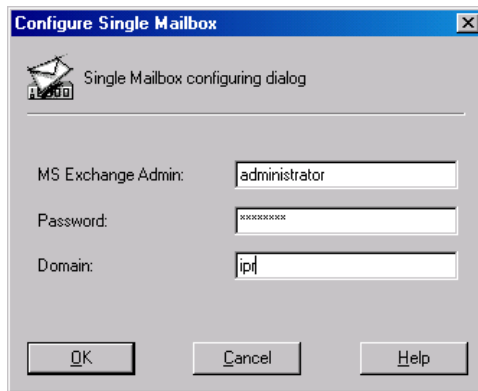 Configure Single Mailbox
Single Mailbox configuring dialog
MS Exchange Admin: administrator
Password: ********
Domain: ipr
OK Cancel Help